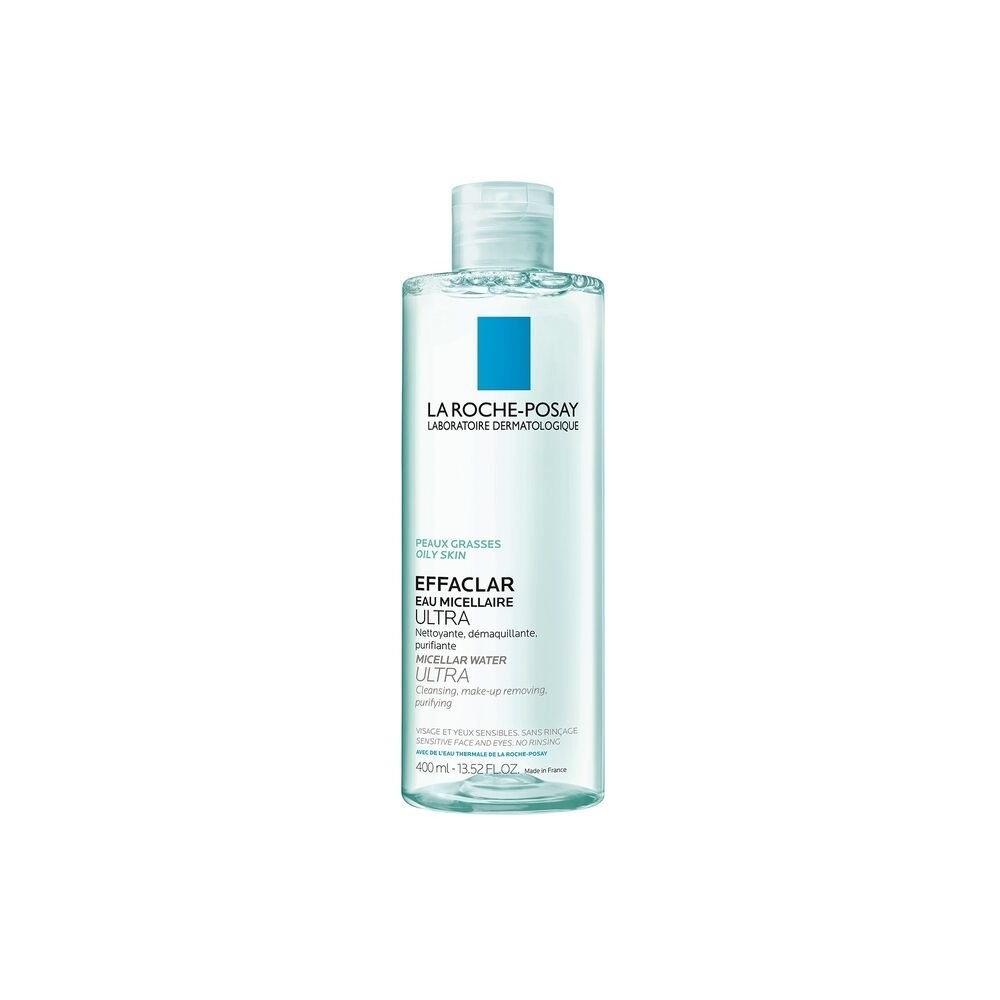 LA ROCHE-POSAY
LABORATOIRE DERMATOLOGIQUE
PEAUX GRASSES
OILY SKIN
EFFACLAR
EAU MICELLAIRE
ULTRA
Nettoyante, démaquillante,
purifiante
MICELLAR WATER
ULTRA
Cleansing, make-up removing,
purifying
VISAGE ET YEUX SENSIBLES. SANS RINÇAGE
SENSITIVE FACE AND EYES. NO RINSING
AVEC DE L'EAU THERMALE DE LA ROCHE-POSAY
400 ml - 13.52 FL.OZ. Made in France